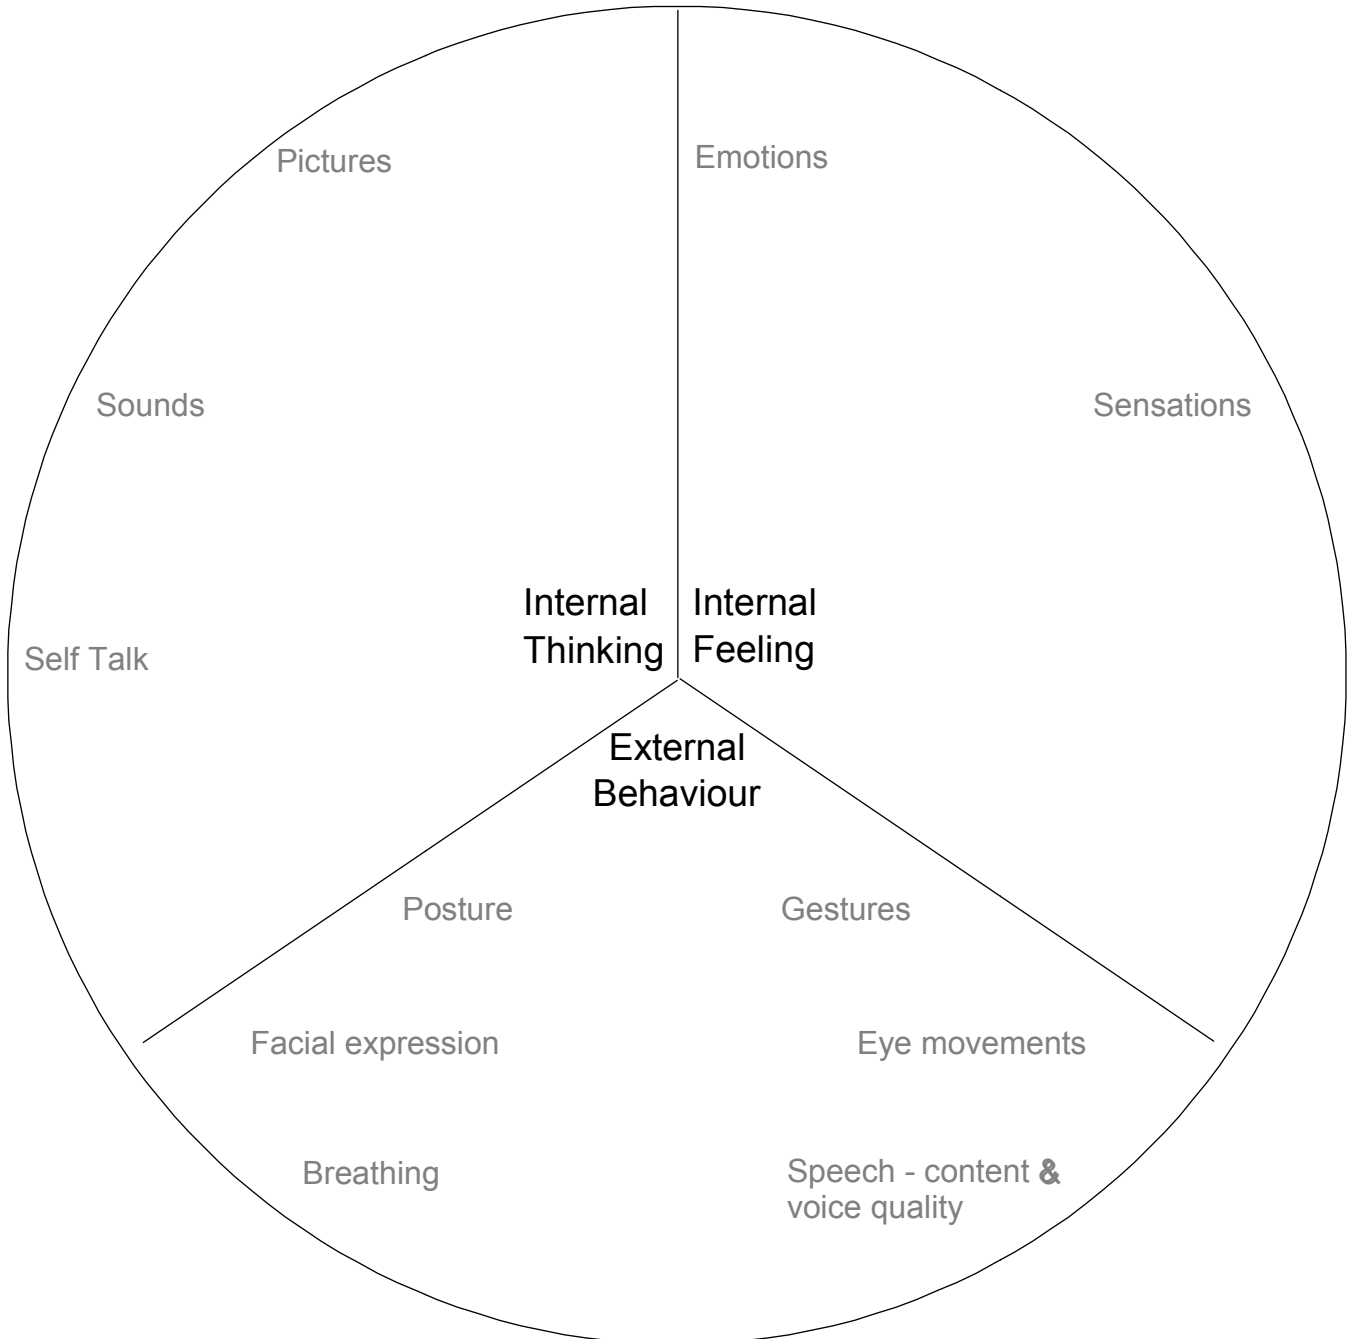 Pictures
Emotions
Sounds
Sensations
Internal
Thinking
Internal
Feeling
Self Talk
External
Behaviour
Posture
Gestures
Facial expression
Eye movements
Breathing
Speech - content &
voice quality